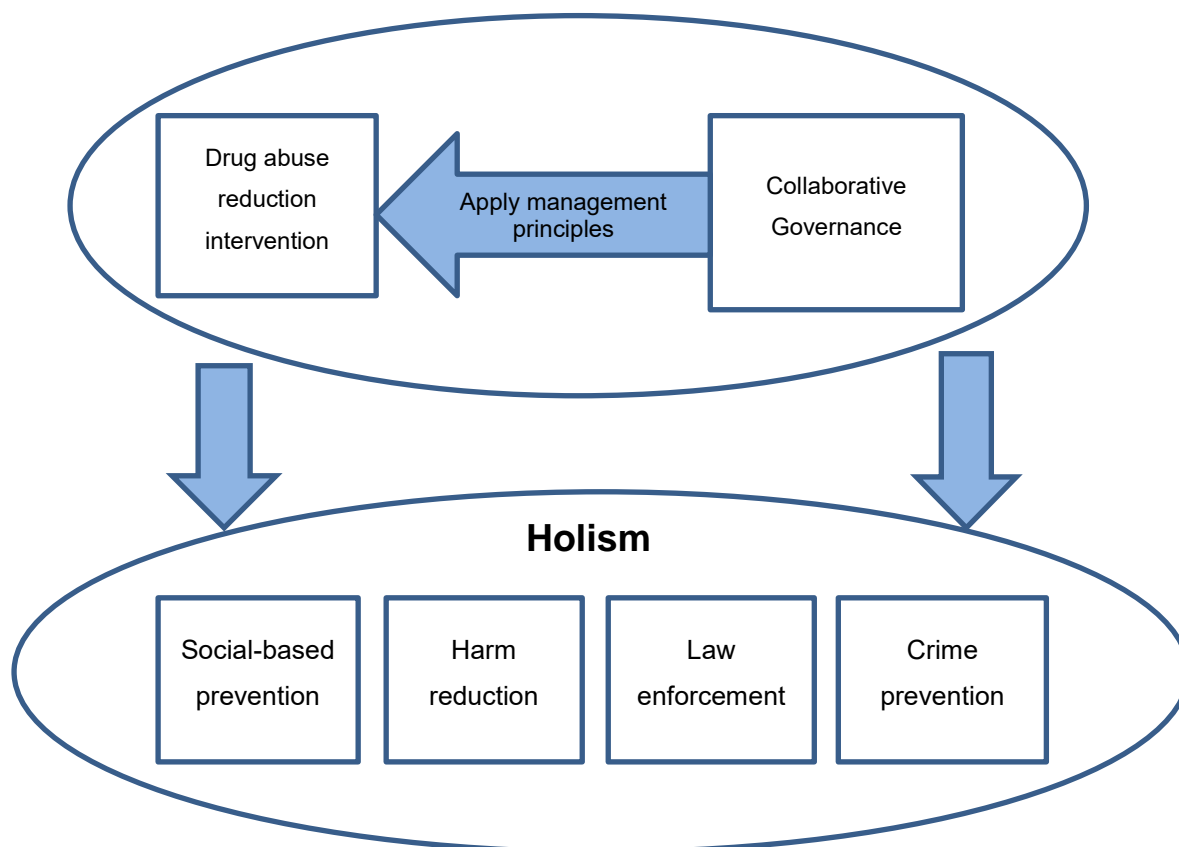 Drug abuse
reduction
intervention
Apply management
principles
Collaborative
Governance
Holism
Social-based
prevention
Harm
reduction
Law
enforcement
Crime
prevention